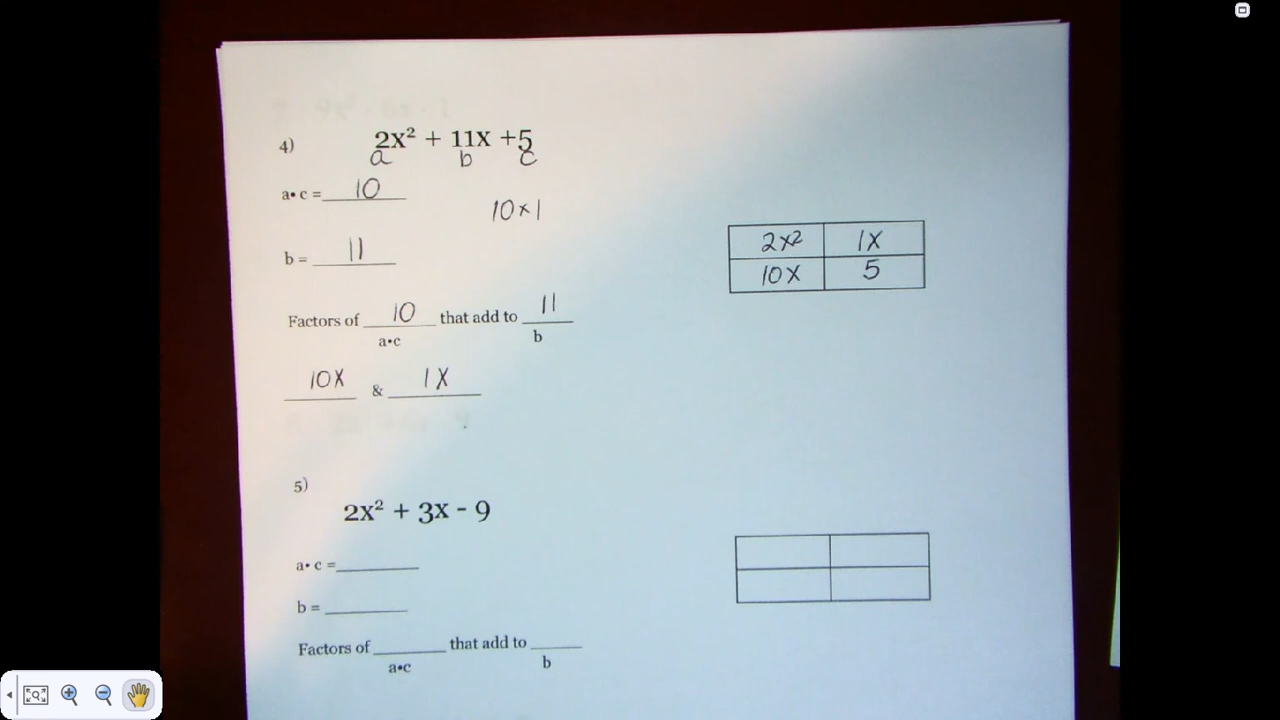 4) 2x² + 11x +5
a b c
a• c = 10
10 × 1
b = 11
2x² 1x
10x 5
Factors of 10 that add to 11
a•c b
10x & 1x
5)
2x² + 3x - 9
a• c =
b =
Factors of that add to
a•c b